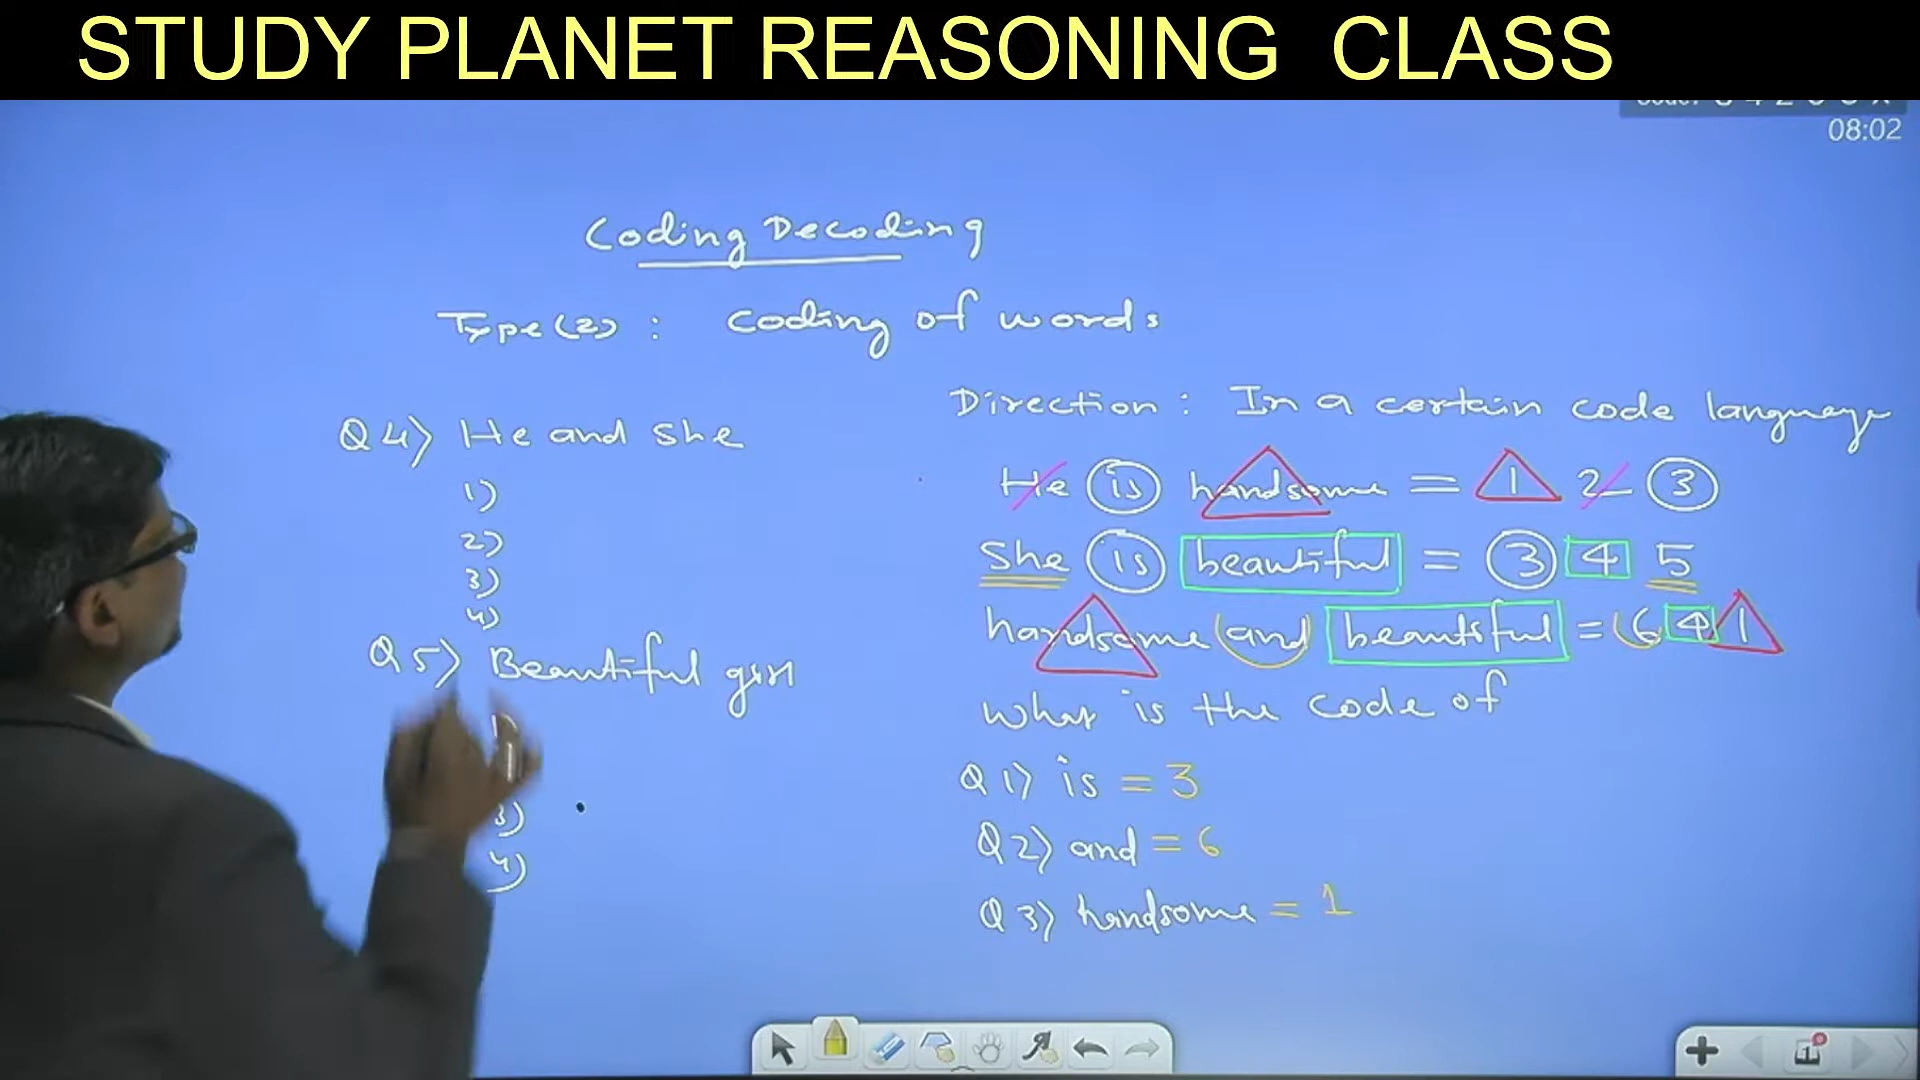 STUDY PLANET REASONING CLASS
08:02
Coding Decoding
Type(2) : Coding of words
Q4) He and She
1)
2)
3)
4)
Q5) Beautiful girl
1)
3)
4)
Direction : In a certain code language
He is handsome = 1 2 3
She is beautiful = 3 4 5
handsome and beautiful = 6 4 1
What is the code of
Q1) is = 3
Q2) and = 6
Q3) handsome = 1